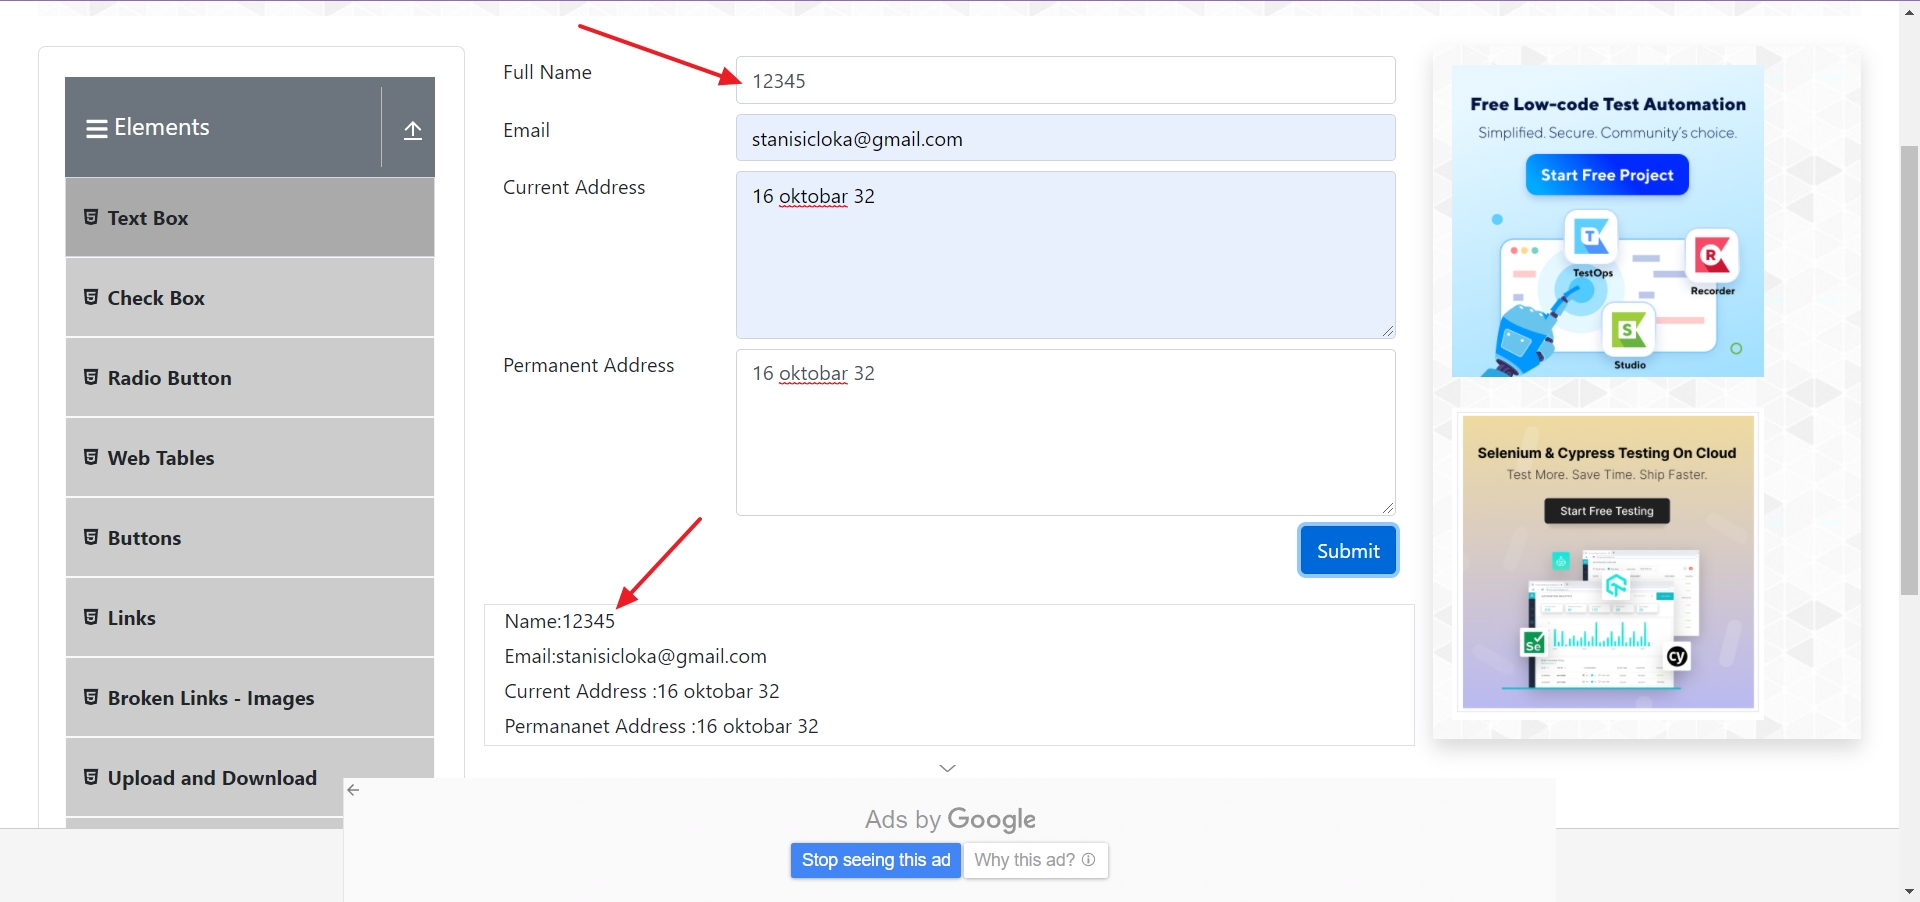 Elements
Text Box
Check Box
Radio Button
Web Tables
Buttons
Links
Broken Links - Images
Upload and Download
Full Name
12345
Email
stanisicloka@gmail.com
Current Address
16 oktobar 32
Permanent Address
16 oktobar 32
Submit
Name:12345
Email:stanisicloka@gmail.com
Current Address :16 oktobar 32
Permananet Address :16 oktobar 32
Free Low-code Test Automation
Simplified. Secure. Community's choice.
Start Free Project
T
TestOps
R
Recorder
S
Studio
Selenium & Cypress Testing On Cloud
Test More. Save Time. Ship Faster.
Start Free Testing
Se
cy
Ads by Google
Stop seeing this ad
Why this ad?